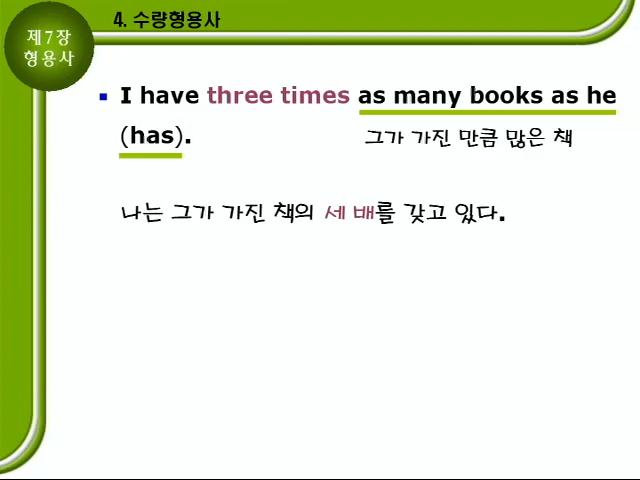 제7장
형용사
4. 수량형용사
I have three times as many books as he
(has).
그가 가진 만큼 많은 책
나는 그가 가진 책의 세 배를 갖고 있다.